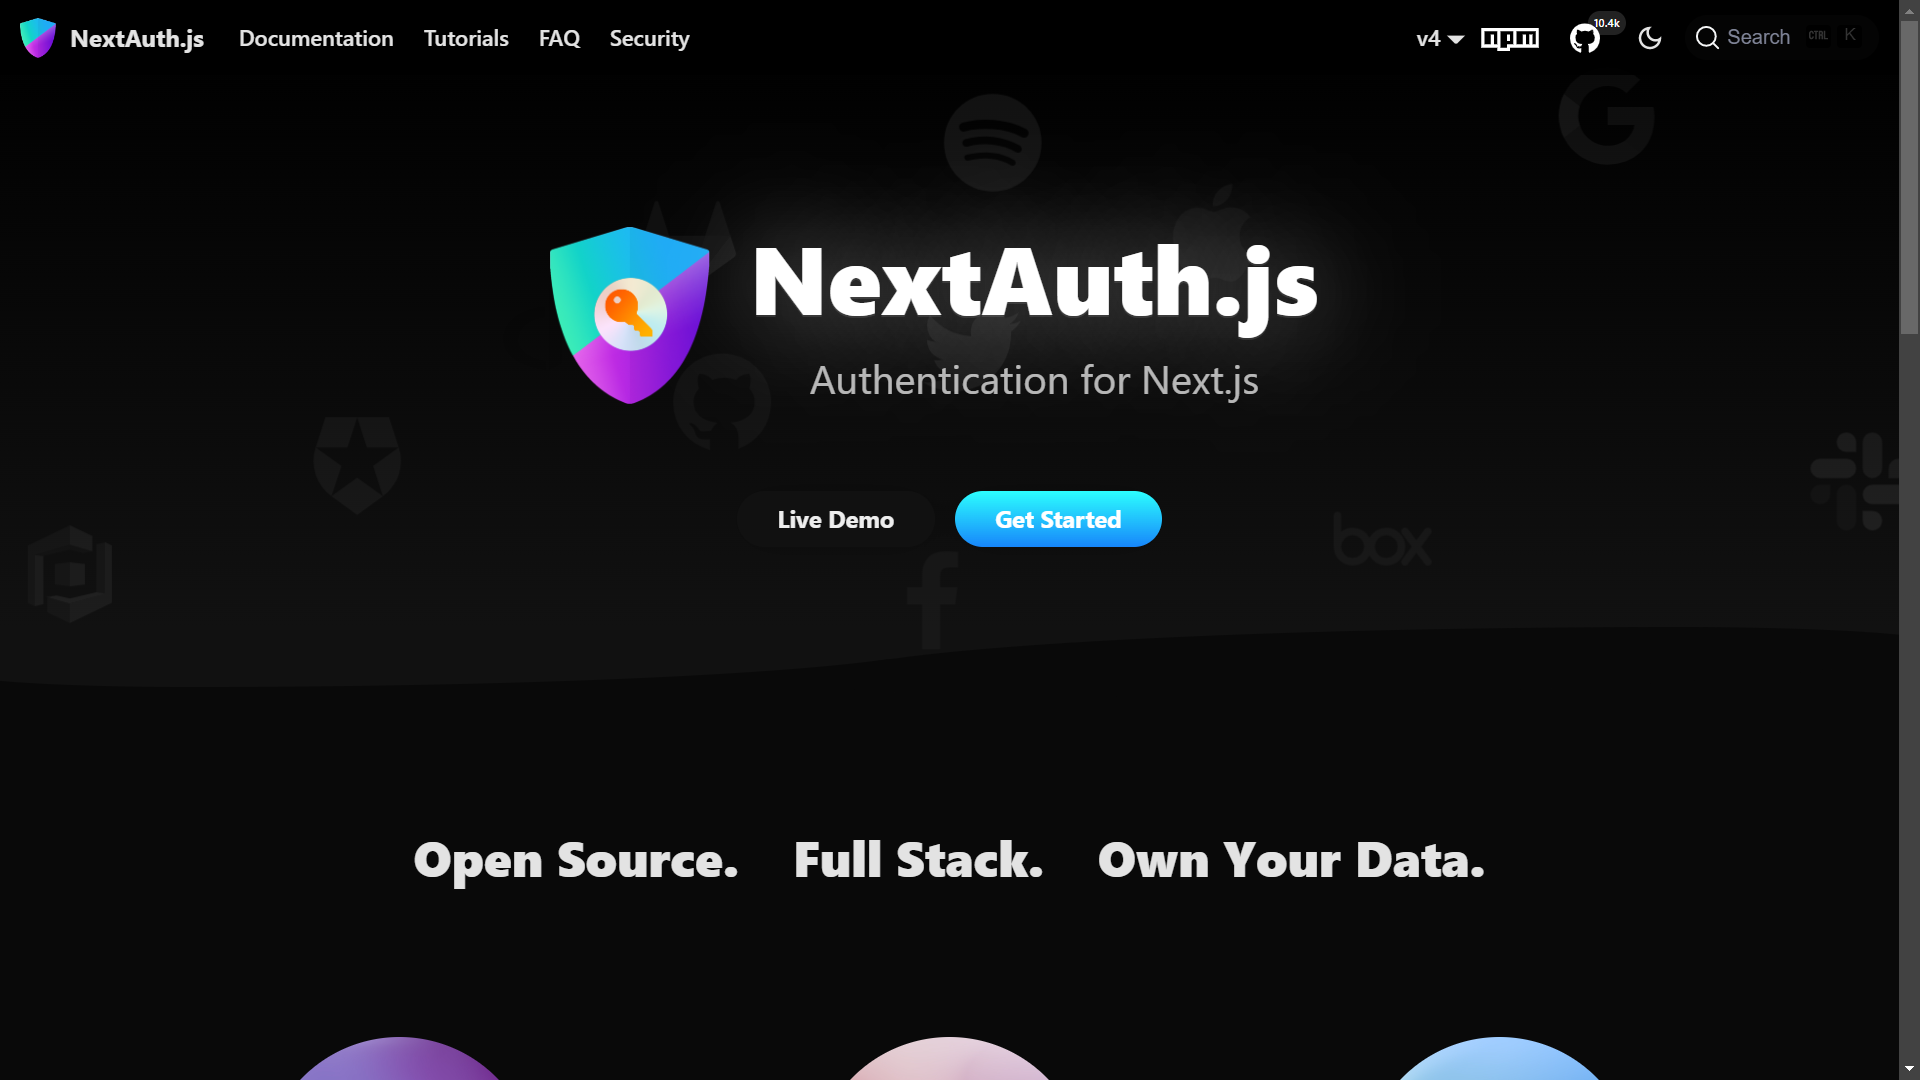 NextAuth.js Documentation Tutorials FAQ Security v4 npm 10.4k Search CTRL K
NextAuth.js
Authentication for Next.js
Live Demo Get Started
box
Open Source. Full Stack. Own Your Data.